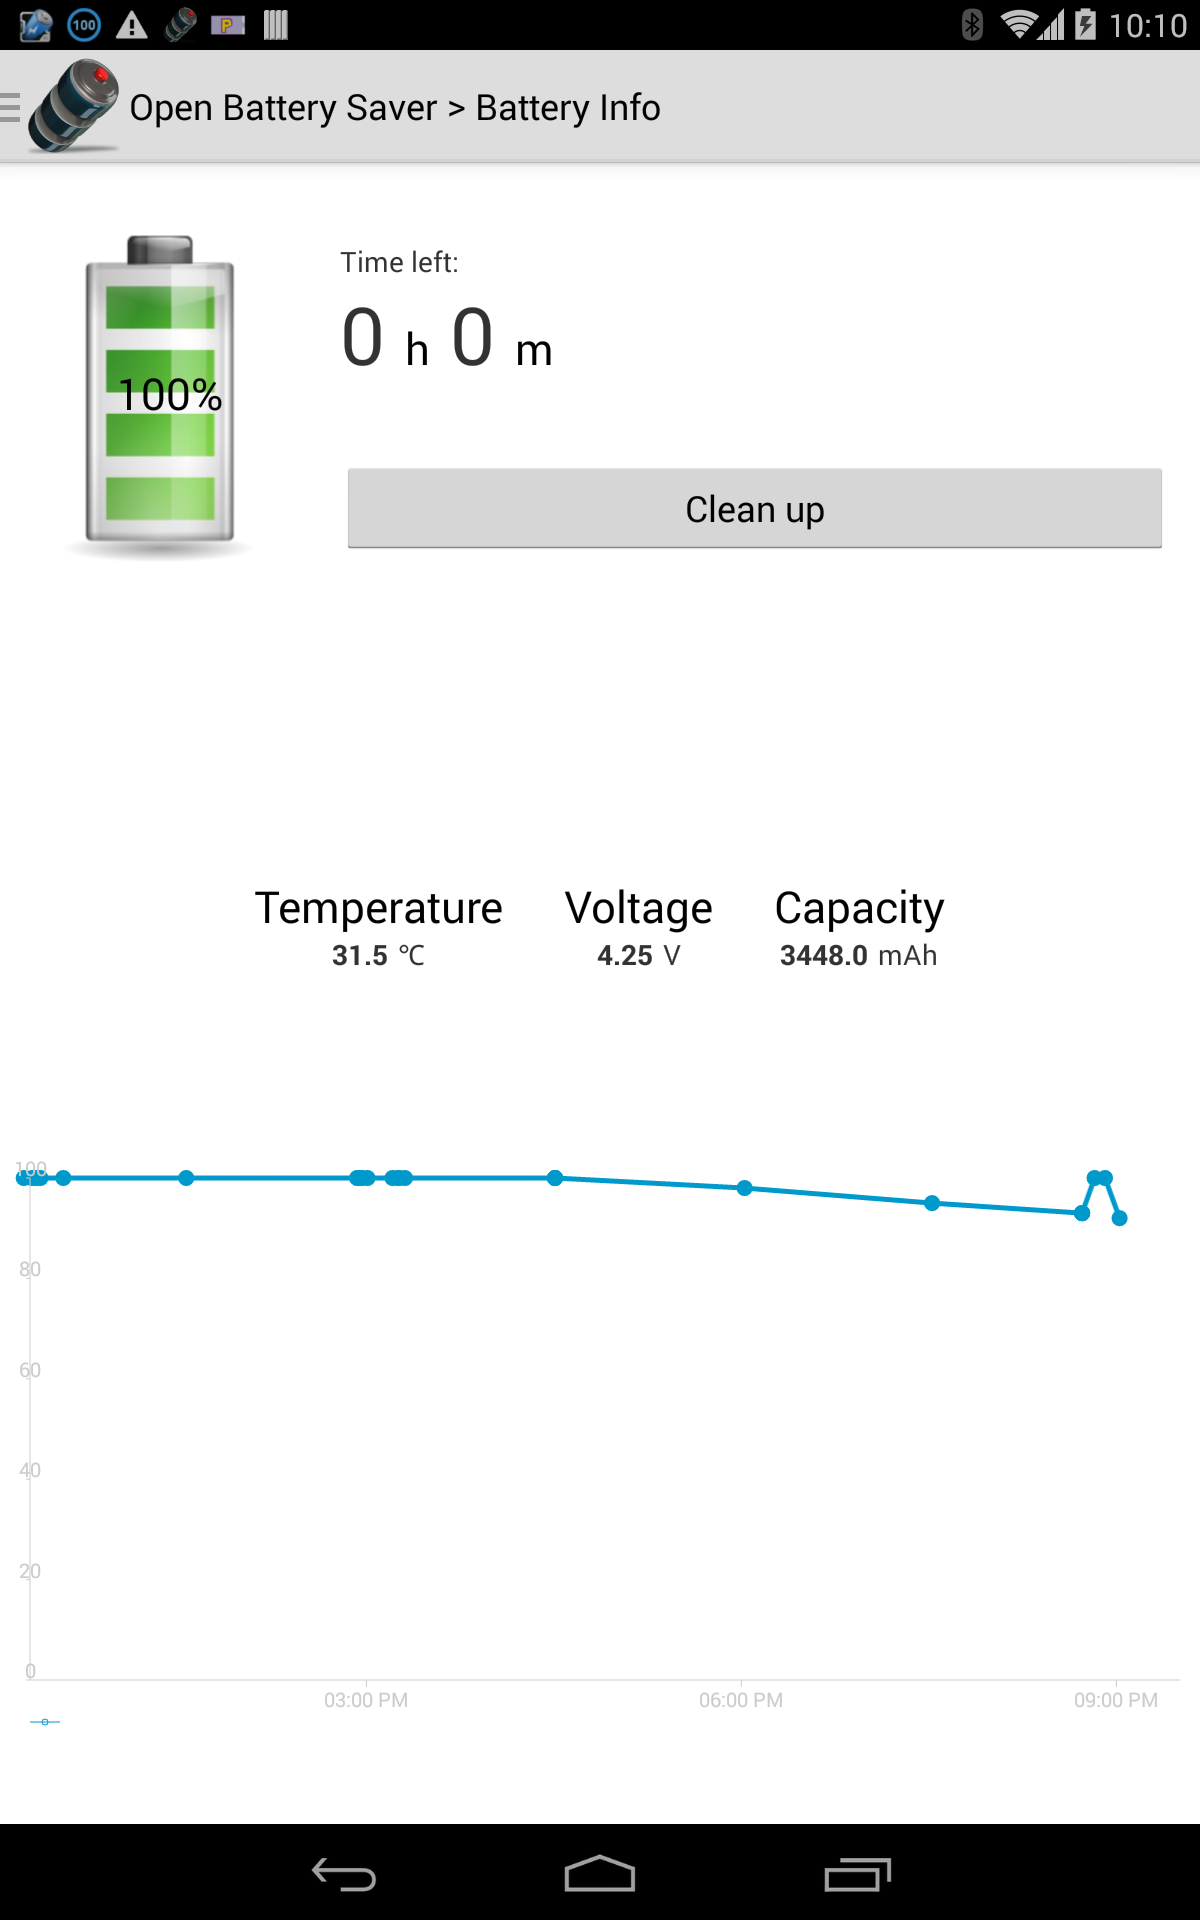 100 P 10:10
Open Battery Saver > Battery Info
Time left:
0 h 0 m
100%
Clean up
Temperature Voltage Capacity
31.5 °C 4.25 V 3448.0 mAh
100
80
60
40
20
0
03:00 PM 06:00 PM 09:00 PM